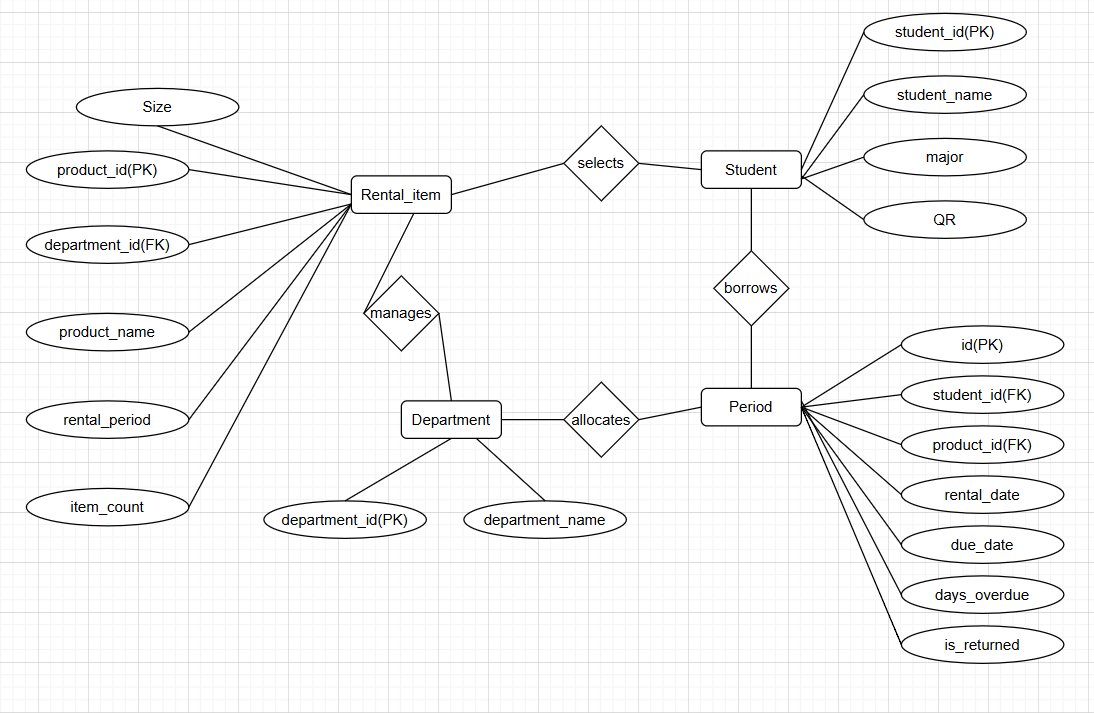 student_id(PK)
student_name
major
QR
Size
product_id(PK)
department_id(FK)
product_name
rental_period
item_count
Rental_item
selects
Student
manages
borrows
Department
allocates
Period
department_id(PK)
department_name
id(PK)
student_id(FK)
product_id(FK)
rental_date
due_date
days_overdue
is_returned